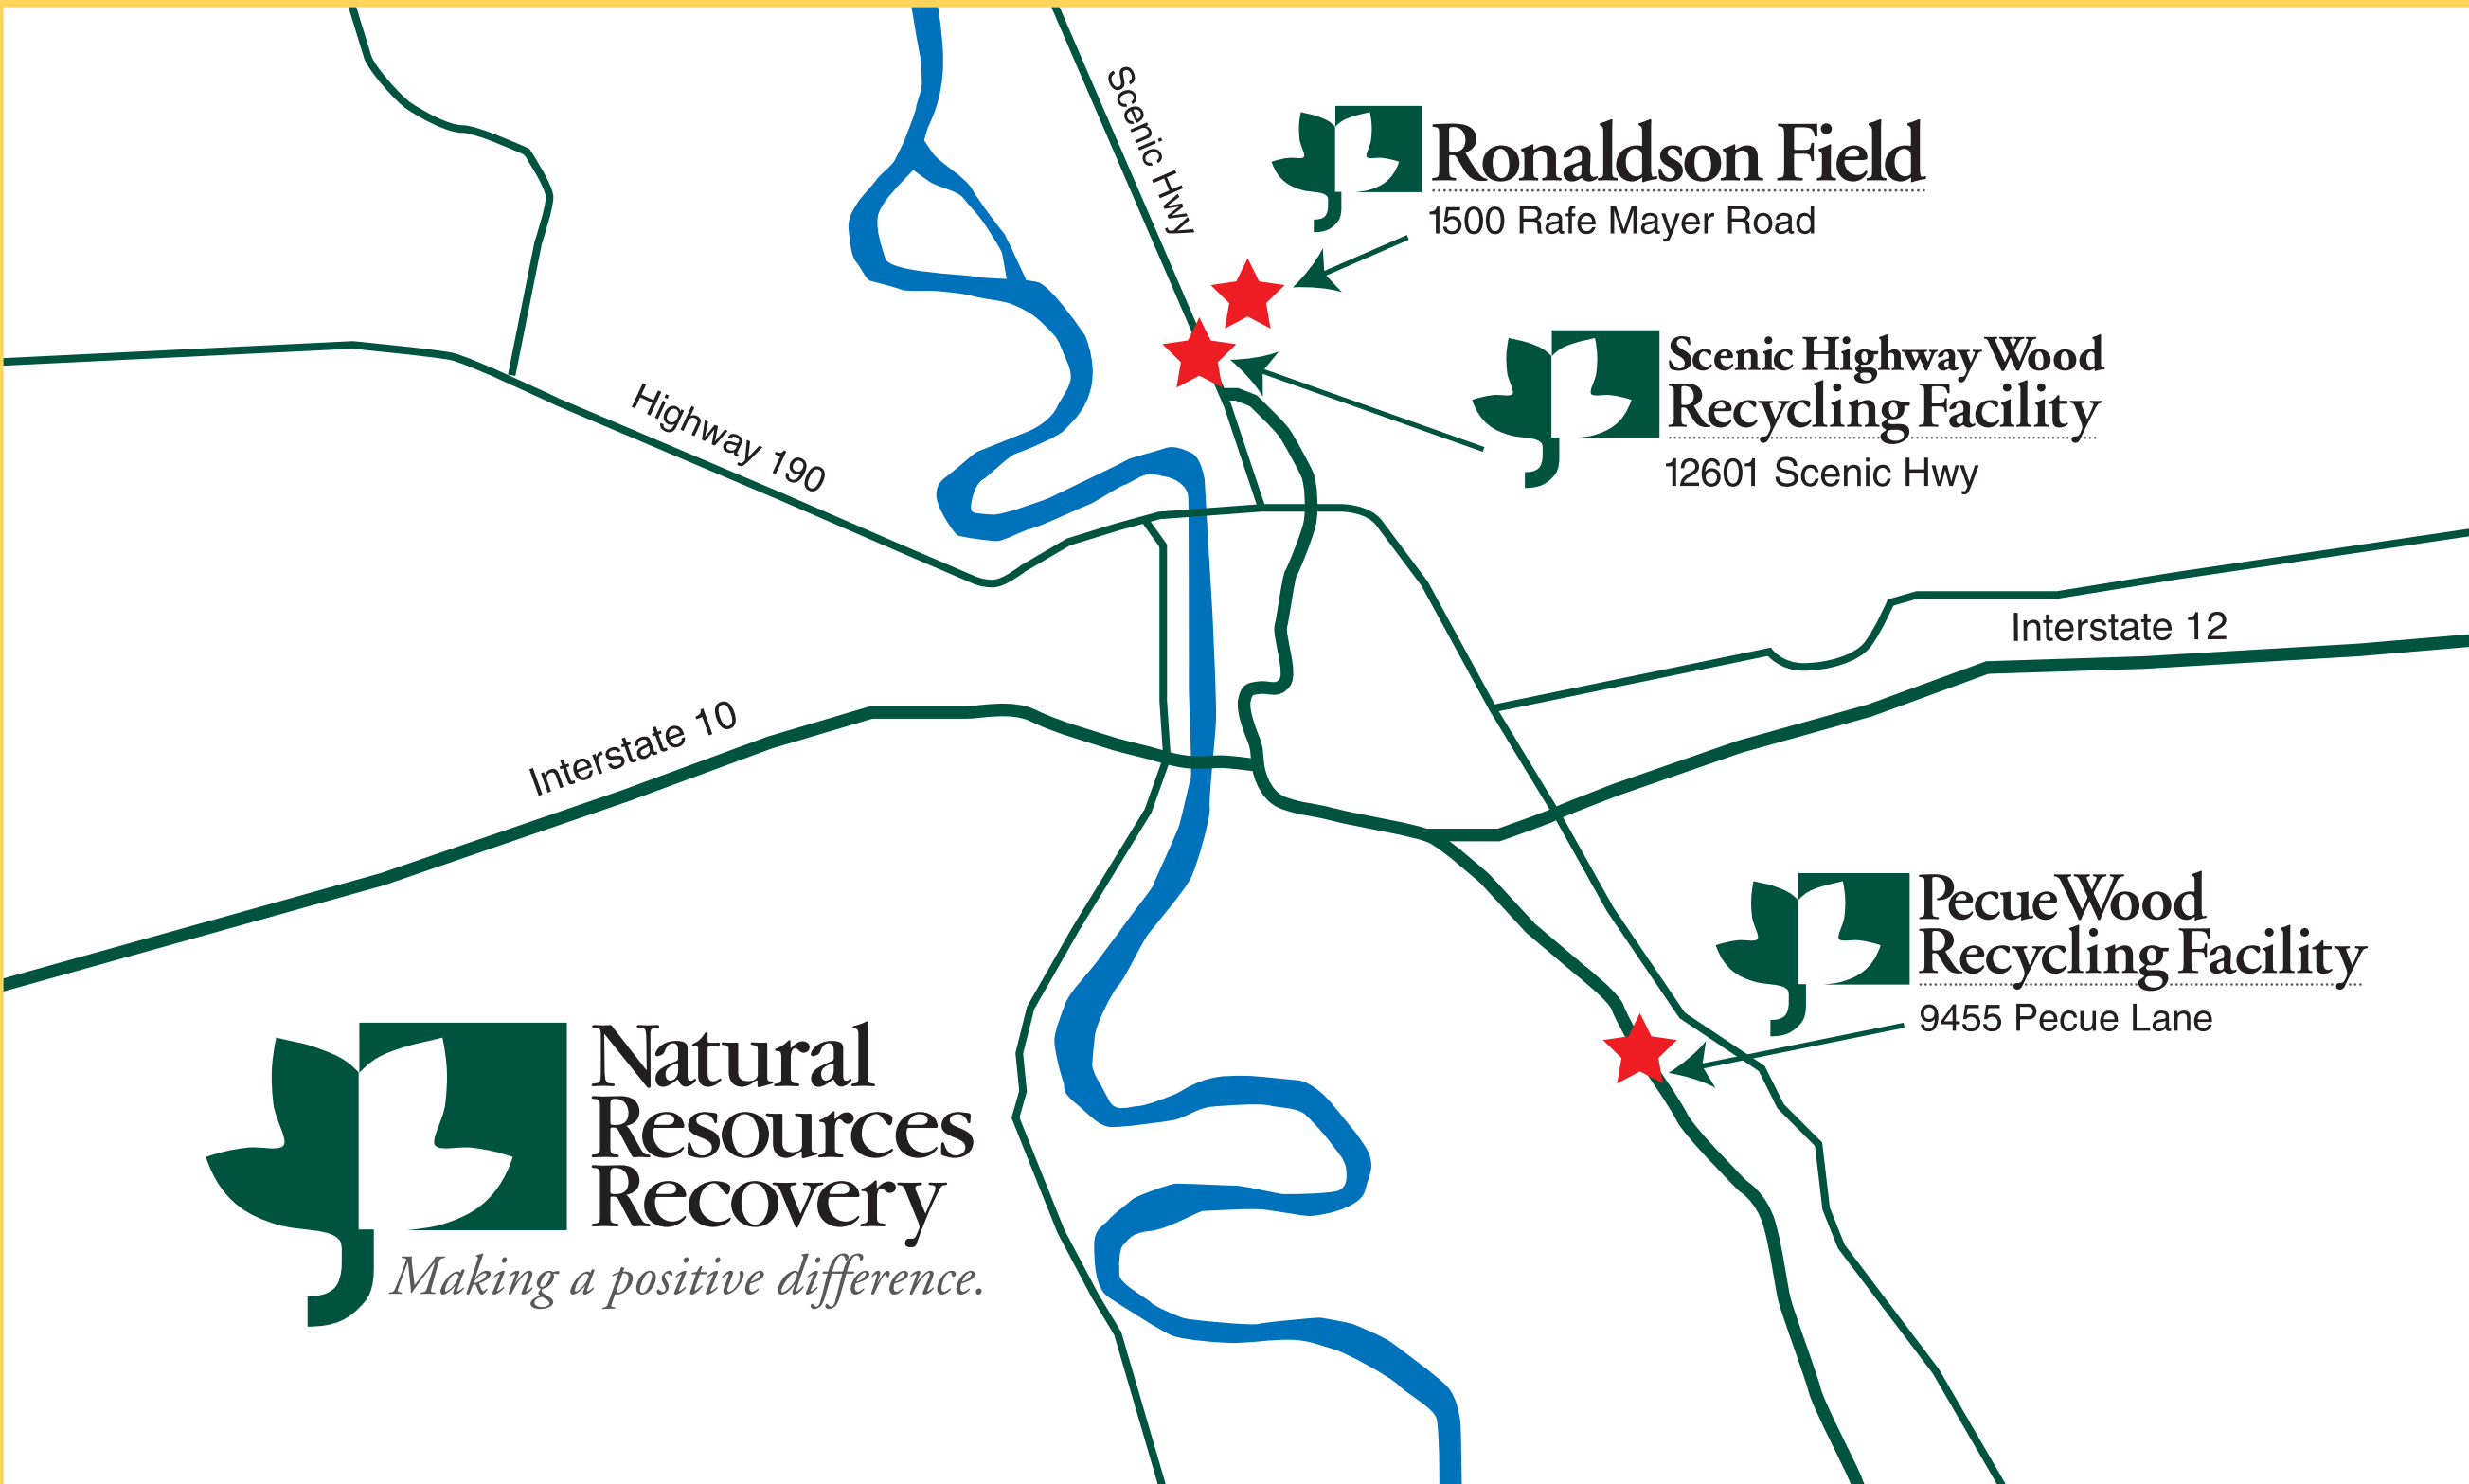 Scenic Hwy
Ronaldson Field
1500 Rafe Mayer Road
Scenic Highway Wood
Recycling Facility
12601 Scenic Hwy
Highway 190
Interstate 12
Interstate 10
Pecue Wood
Recycling Facility
9455 Pecue Lane
Natural
Resources
Recovery
Making a positive difference.